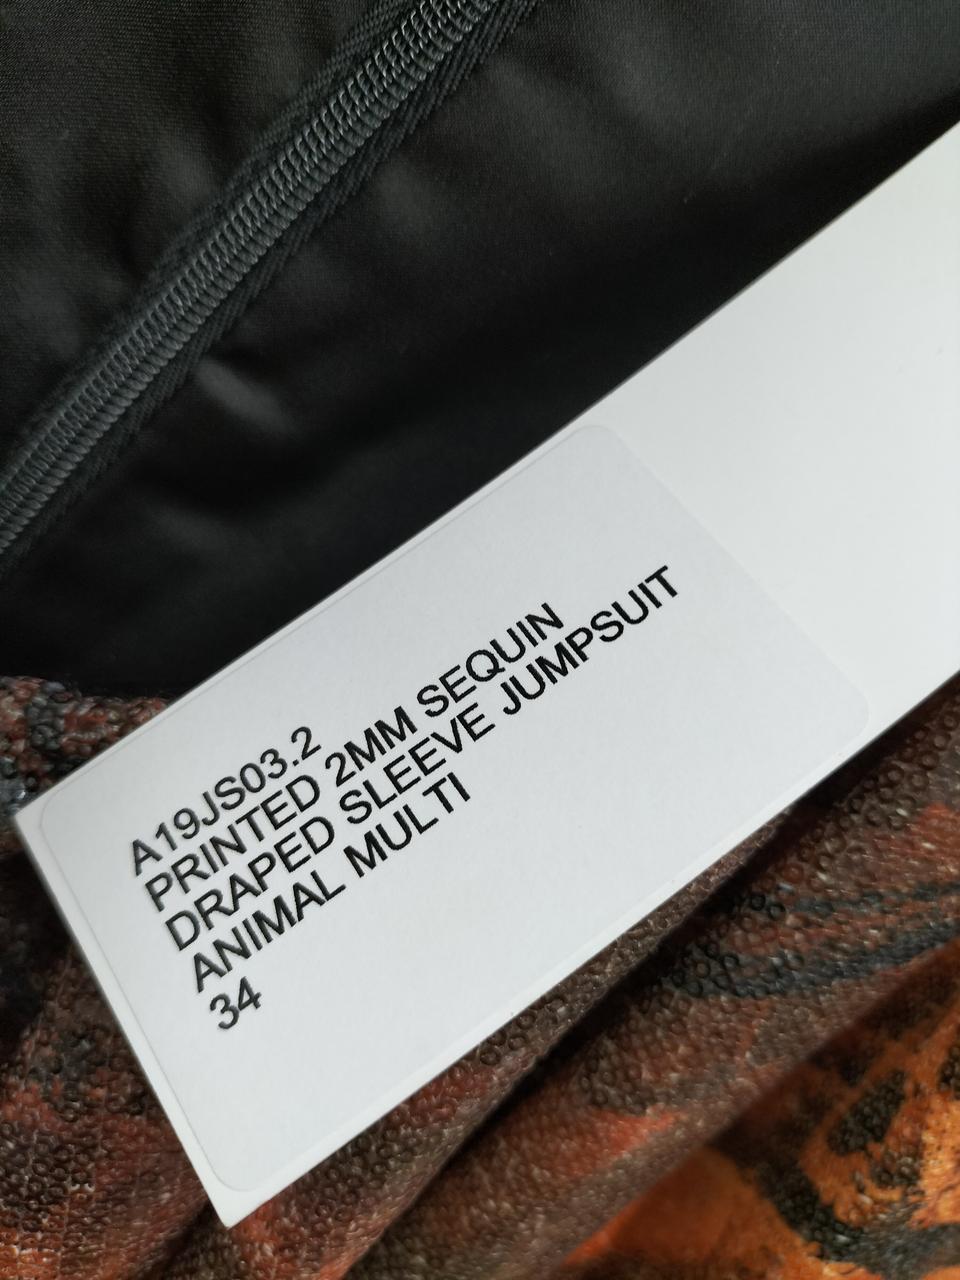 A19JS03.2
PRINTED 2MM SEQUIN
DRAPED SLEEVE JUMPSUIT
ANIMAL MULTI
34